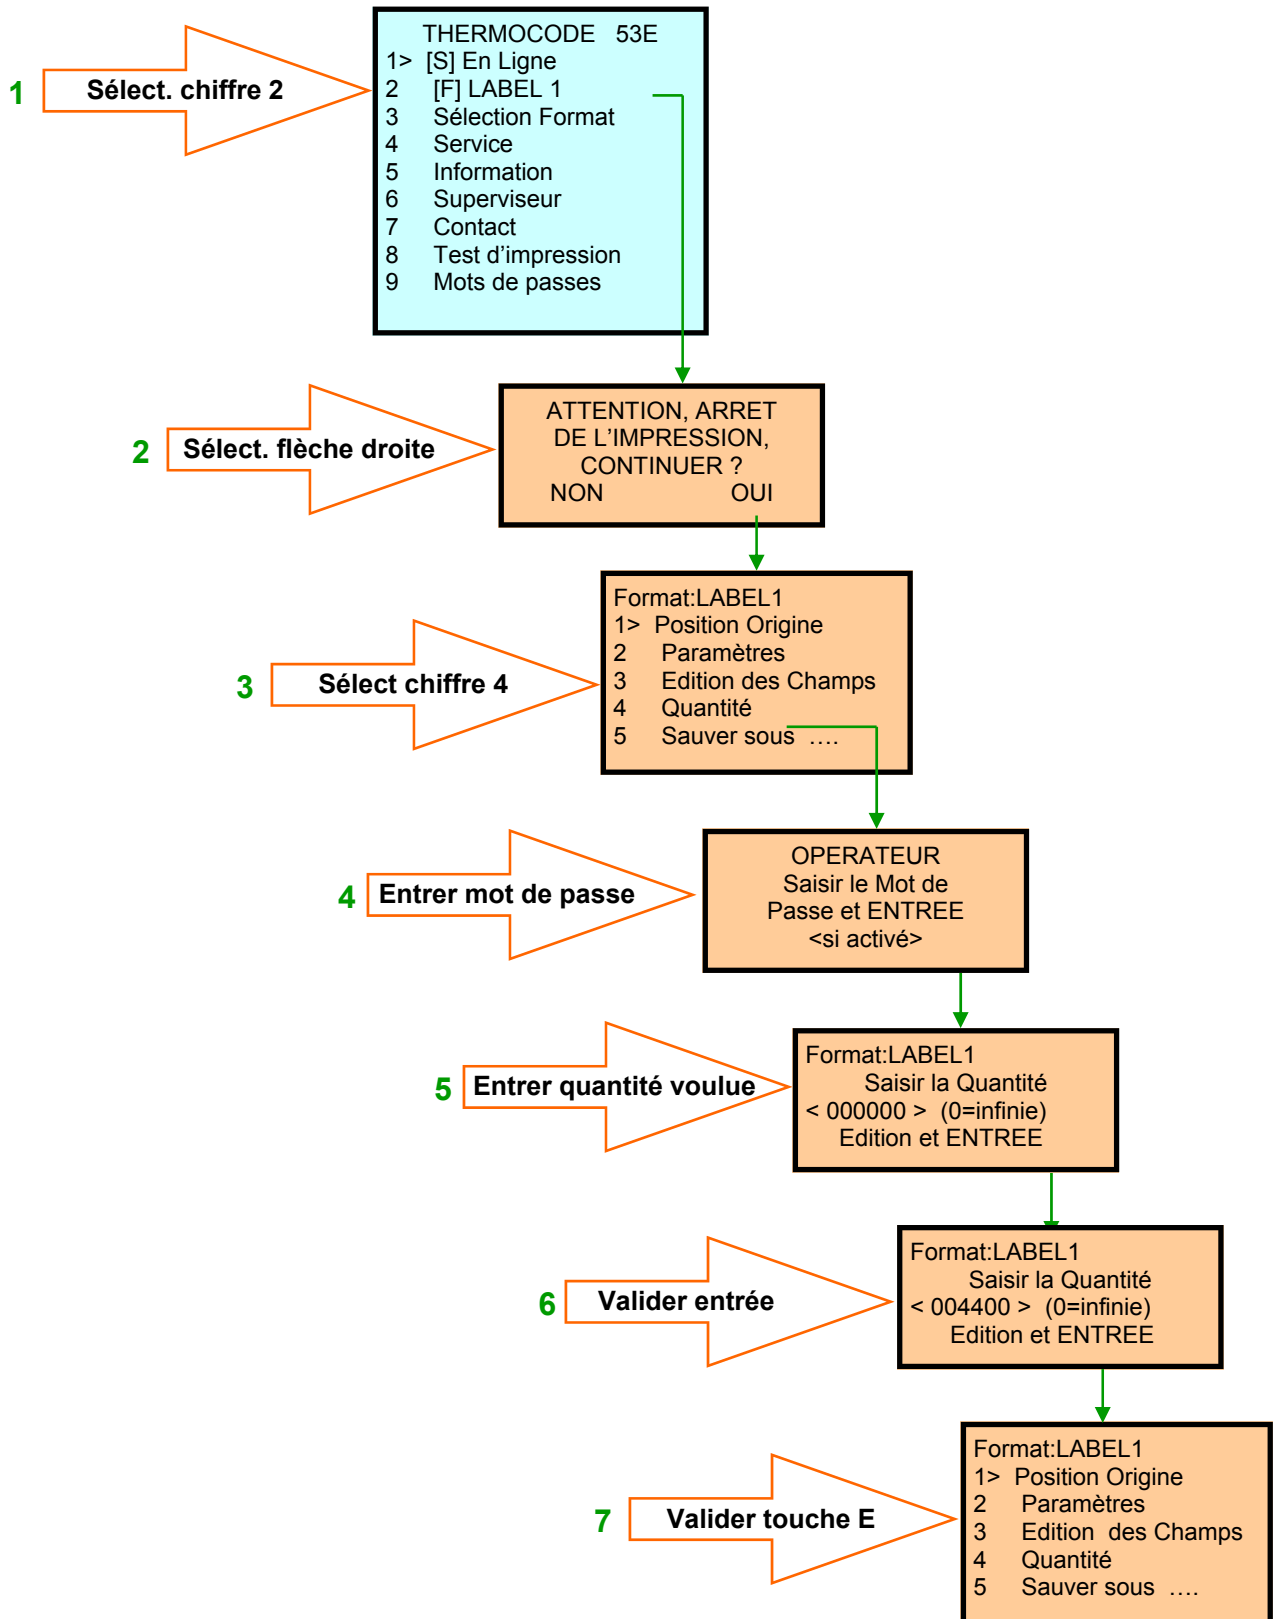 THERMOCODE 53E
1> [S] En Ligne
2 [F] LABEL 1
3 Sélection Format
4 Service
5 Information
6 Superviseur
7 Contact
8 Test d’impression
9 Mots de passes
1 Sélect. chiffre 2
ATTENTION, ARRET
DE L’IMPRESSION,
CONTINUER ?
NON OUI
2 Sélect. flèche droite
Format:LABEL1
1> Position Origine
2 Paramètres
3 Edition des Champs
4 Quantité
5 Sauver sous ….
3 Sélect chiffre 4
OPERATEUR
Saisir le Mot de
Passe et ENTREE
<si activé>
4 Entrer mot de passe
Format:LABEL1
Saisir la Quantité
< 000000 > (0=infinie)
Edition et ENTREE
5 Entrer quantité voulue
Format:LABEL1
Saisir la Quantité
< 004400 > (0=infinie)
Edition et ENTREE
6 Valider entrée
Format:LABEL1
1> Position Origine
2 Paramètres
3 Edition des Champs
4 Quantité
5 Sauver sous ….
7 Valider touche E